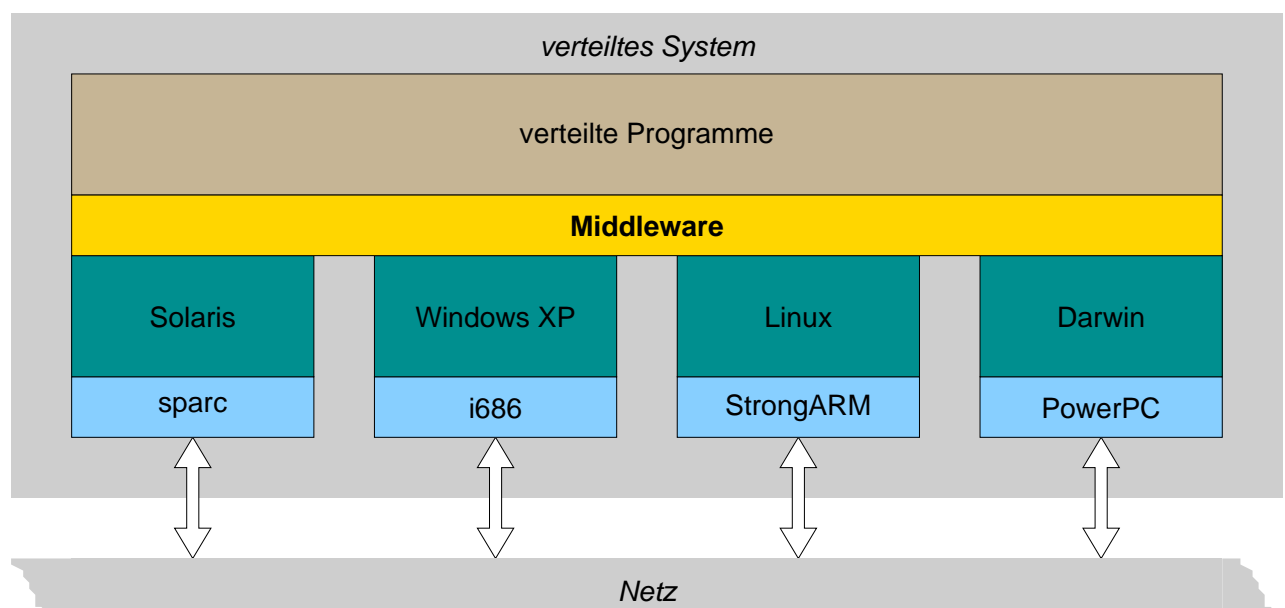 verteiltes System
verteilte Programme
Middleware
Solaris
Windows XP
Linux
Darwin
sparc
i686
StrongARM
PowerPC
Netz